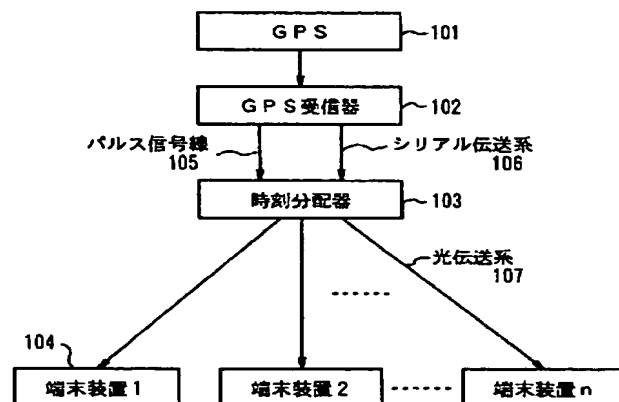 GPS
101
GPS受信器
102
パルス信号線
105
シリアル伝送系
106
時刻分配器
103
光伝送系
107
104
端末装置1
端末装置2
端末装置n